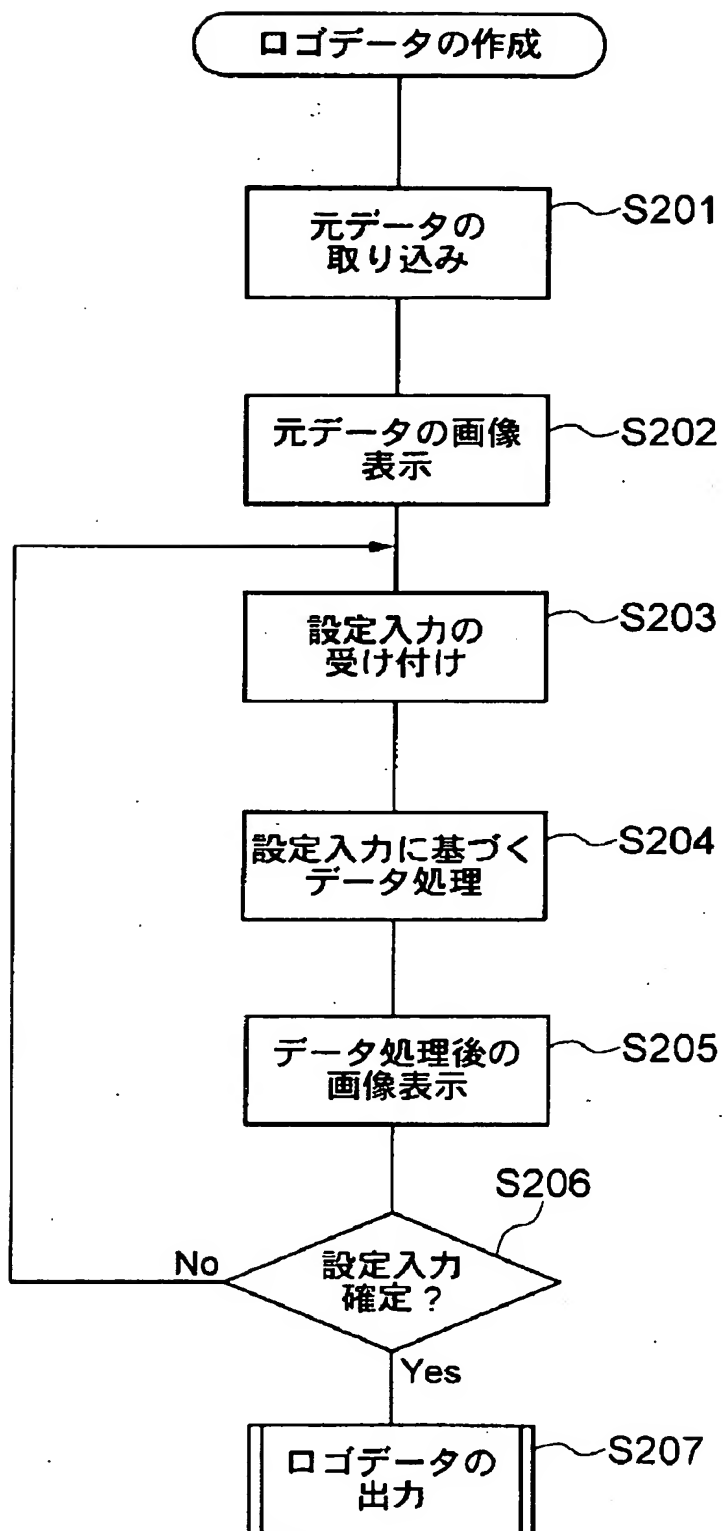 ロゴデータの作成
元データの
取り込み
S201
元データの画像
表示
S202
設定入力の
受け付け
S203
設定入力に基づく
データ処理
S204
データ処理後の
画像表示
S205
S206
No
設定入力
確定?
Yes
ロゴデータの
出力
S207